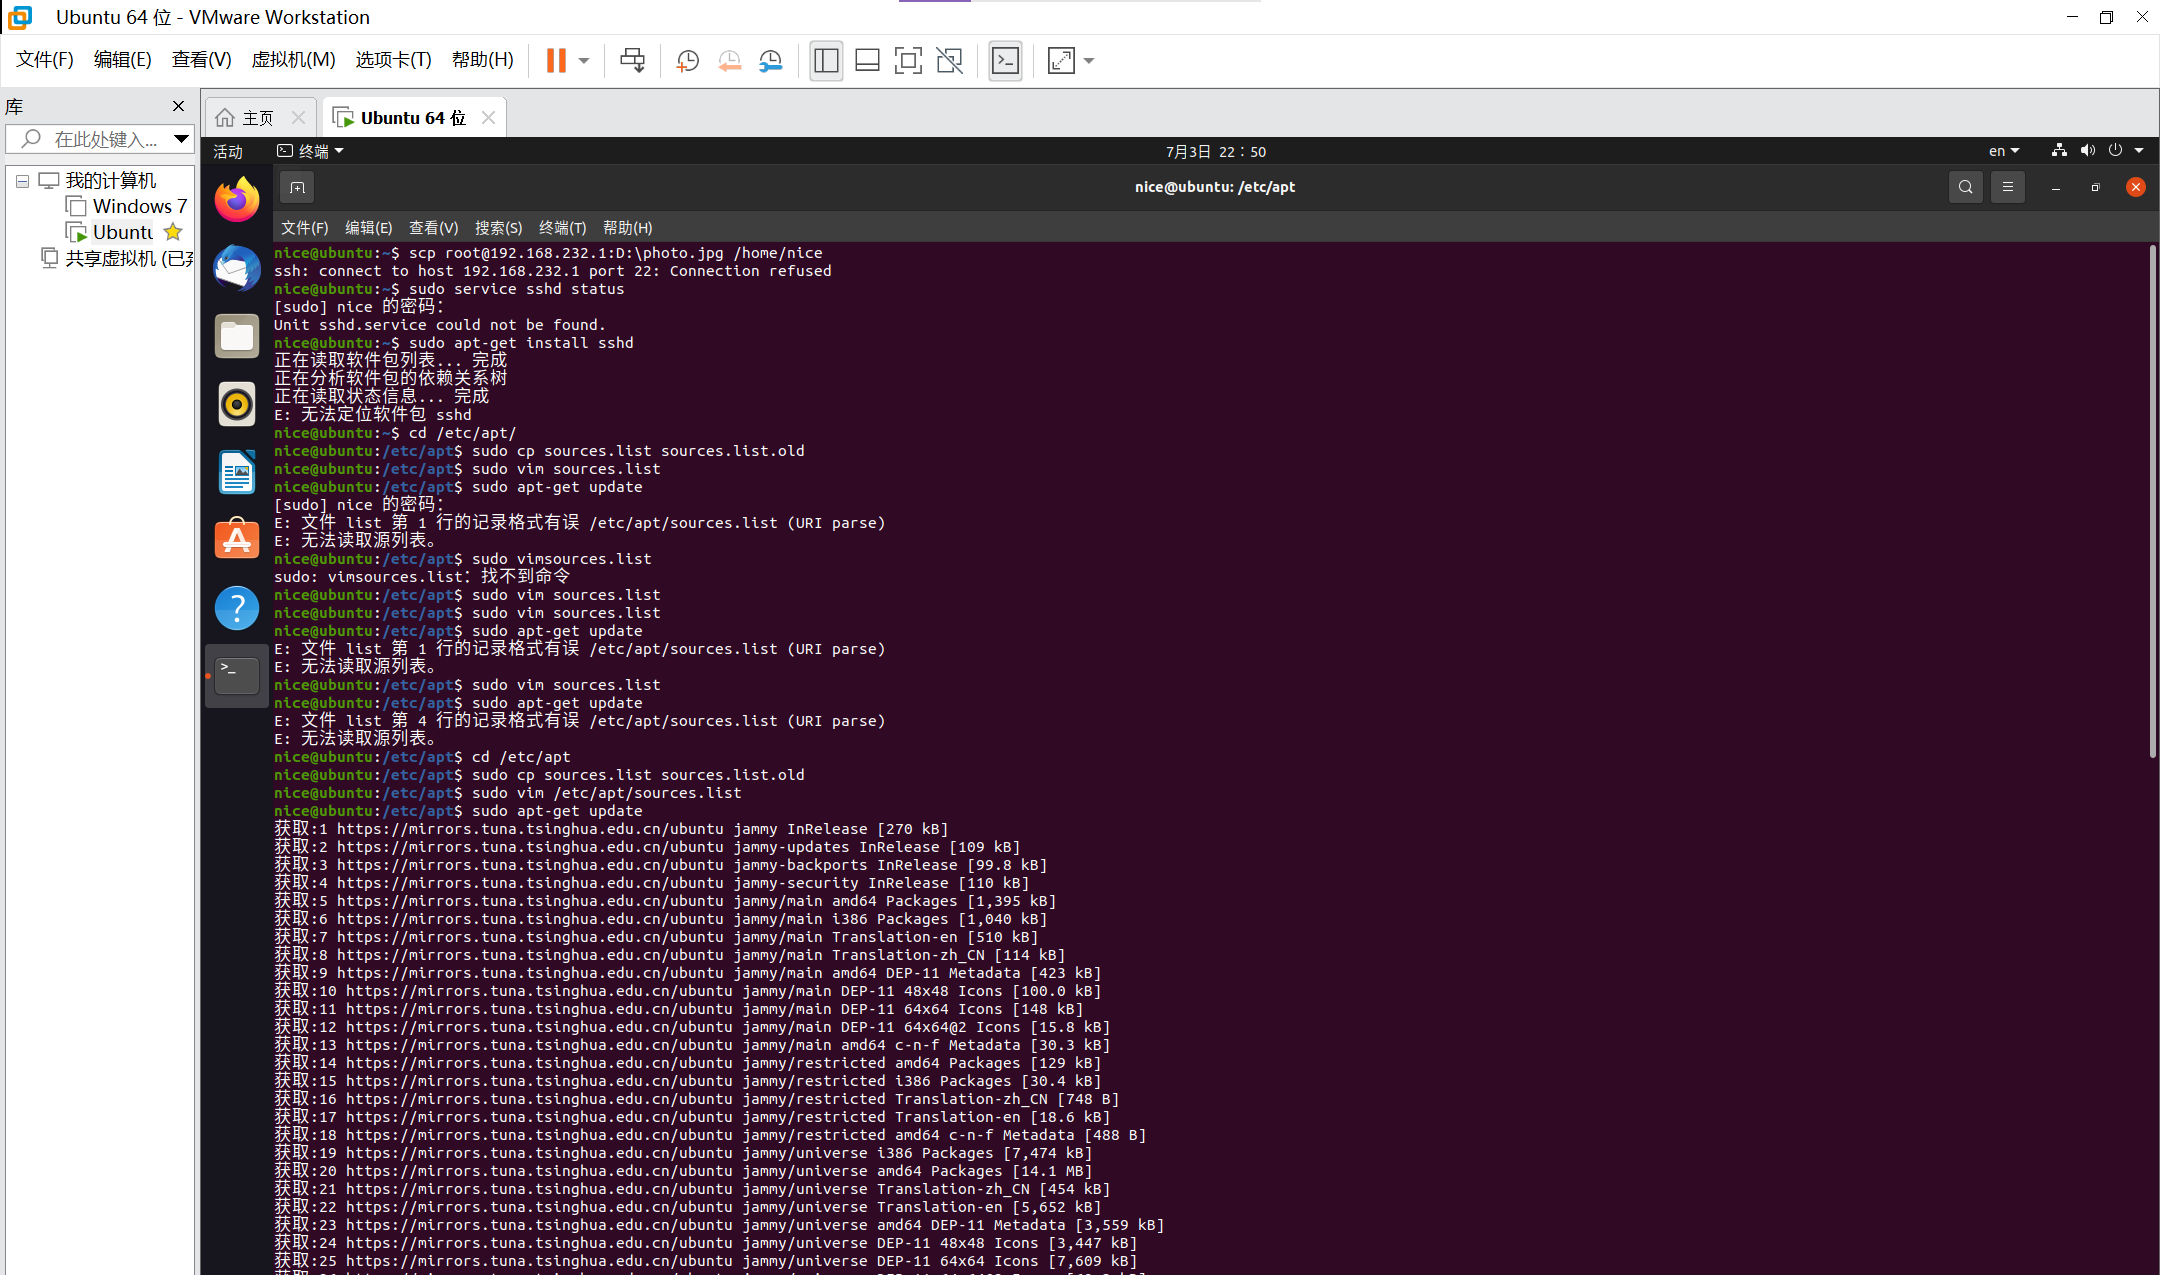 Ubuntu 64 位 - VMware Workstation
文件(F) 编辑(E) 查看(V) 虚拟机(M) 选项卡(T) 帮助(H)
库
在此处键入...
我的计算机
Windows 7
Ubuntu
共享虚拟机 (已
主页
Ubuntu 64 位
活动 终端 7月3日 22：50 en
nice@ubuntu: /etc/apt
文件(F) 编辑(E) 查看(V) 搜索(S) 终端(T) 帮助(H)
nice@ubuntu:~$ scp root@192.168.232.1:D:\photo.jpg /home/nice
ssh: connect to host 192.168.232.1 port 22: Connection refused
nice@ubuntu:~$ sudo service sshd status
[sudo] nice 的密码：
Unit sshd.service could not be found.
nice@ubuntu:~$ sudo apt-get install sshd
正在读取软件包列表... 完成
正在分析软件包的依赖关系树
正在读取状态信息... 完成
E: 无法定位软件包 sshd
nice@ubuntu:~$ cd /etc/apt/
nice@ubuntu:/etc/apt$ sudo cp sources.list sources.list.old
nice@ubuntu:/etc/apt$ sudo vim sources.list
nice@ubuntu:/etc/apt$ sudo apt-get update
[sudo] nice 的密码：
E: 文件 list 第 1 行的记录格式有误 /etc/apt/sources.list (URI parse)
E: 无法读取源列表。
nice@ubuntu:/etc/apt$ sudo vimsources.list
sudo: vimsources.list：找不到命令
nice@ubuntu:/etc/apt$ sudo vim sources.list
nice@ubuntu:/etc/apt$ sudo vim sources.list
nice@ubuntu:/etc/apt$ sudo apt-get update
E: 文件 list 第 1 行的记录格式有误 /etc/apt/sources.list (URI parse)
E: 无法读取源列表。
nice@ubuntu:/etc/apt$ sudo vim sources.list
nice@ubuntu:/etc/apt$ sudo apt-get update
E: 文件 list 第 4 行的记录格式有误 /etc/apt/sources.list (URI parse)
E: 无法读取源列表。
nice@ubuntu:/etc/apt$ cd /etc/apt
nice@ubuntu:/etc/apt$ sudo cp sources.list sources.list.old
nice@ubuntu:/etc/apt$ sudo vim /etc/apt/sources.list
nice@ubuntu:/etc/apt$ sudo apt-get update
获取:1 https://mirrors.tuna.tsinghua.edu.cn/ubuntu jammy InRelease [270 kB]
获取:2 https://mirrors.tuna.tsinghua.edu.cn/ubuntu jammy-updates InRelease [109 kB]
获取:3 https://mirrors.tuna.tsinghua.edu.cn/ubuntu jammy-backports InRelease [99.8 kB]
获取:4 https://mirrors.tuna.tsinghua.edu.cn/ubuntu jammy-security InRelease [110 kB]
获取:5 https://mirrors.tuna.tsinghua.edu.cn/ubuntu jammy/main amd64 Packages [1,395 kB]
获取:6 https://mirrors.tuna.tsinghua.edu.cn/ubuntu jammy/main i386 Packages [1,040 kB]
获取:7 https://mirrors.tuna.tsinghua.edu.cn/ubuntu jammy/main Translation-en [510 kB]
获取:8 https://mirrors.tuna.tsinghua.edu.cn/ubuntu jammy/main Translation-zh_CN [114 kB]
获取:9 https://mirrors.tuna.tsinghua.edu.cn/ubuntu jammy/main amd64 DEP-11 Metadata [423 kB]
获取:10 https://mirrors.tuna.tsinghua.edu.cn/ubuntu jammy/main DEP-11 48x48 Icons [100.0 kB]
获取:11 https://mirrors.tuna.tsinghua.edu.cn/ubuntu jammy/main DEP-11 64x64 Icons [148 kB]
获取:12 https://mirrors.tuna.tsinghua.edu.cn/ubuntu jammy/main DEP-11 64x64@2 Icons [15.8 kB]
获取:13 https://mirrors.tuna.tsinghua.edu.cn/ubuntu jammy/main amd64 c-n-f Metadata [30.3 kB]
获取:14 https://mirrors.tuna.tsinghua.edu.cn/ubuntu jammy/restricted amd64 Packages [129 kB]
获取:15 https://mirrors.tuna.tsinghua.edu.cn/ubuntu jammy/restricted i386 Packages [30.4 kB]
获取:16 https://mirrors.tuna.tsinghua.edu.cn/ubuntu jammy/restricted Translation-zh_CN [748 B]
获取:17 https://mirrors.tuna.tsinghua.edu.cn/ubuntu jammy/restricted Translation-en [18.6 kB]
获取:18 https://mirrors.tuna.tsinghua.edu.cn/ubuntu jammy/restricted amd64 c-n-f Metadata [488 B]
获取:19 https://mirrors.tuna.tsinghua.edu.cn/ubuntu jammy/universe i386 Packages [7,474 kB]
获取:20 https://mirrors.tuna.tsinghua.edu.cn/ubuntu jammy/universe amd64 Packages [14.1 MB]
获取:21 https://mirrors.tuna.tsinghua.edu.cn/ubuntu jammy/universe Translation-zh_CN [454 kB]
获取:22 https://mirrors.tuna.tsinghua.edu.cn/ubuntu jammy/universe Translation-en [5,652 kB]
获取:23 https://mirrors.tuna.tsinghua.edu.cn/ubuntu jammy/universe amd64 DEP-11 Metadata [3,559 kB]
获取:24 https://mirrors.tuna.tsinghua.edu.cn/ubuntu jammy/universe DEP-11 48x48 Icons [3,447 kB]
获取:25 https://mirrors.tuna.tsinghua.edu.cn/ubuntu jammy/universe DEP-11 64x64 Icons [7,609 kB]